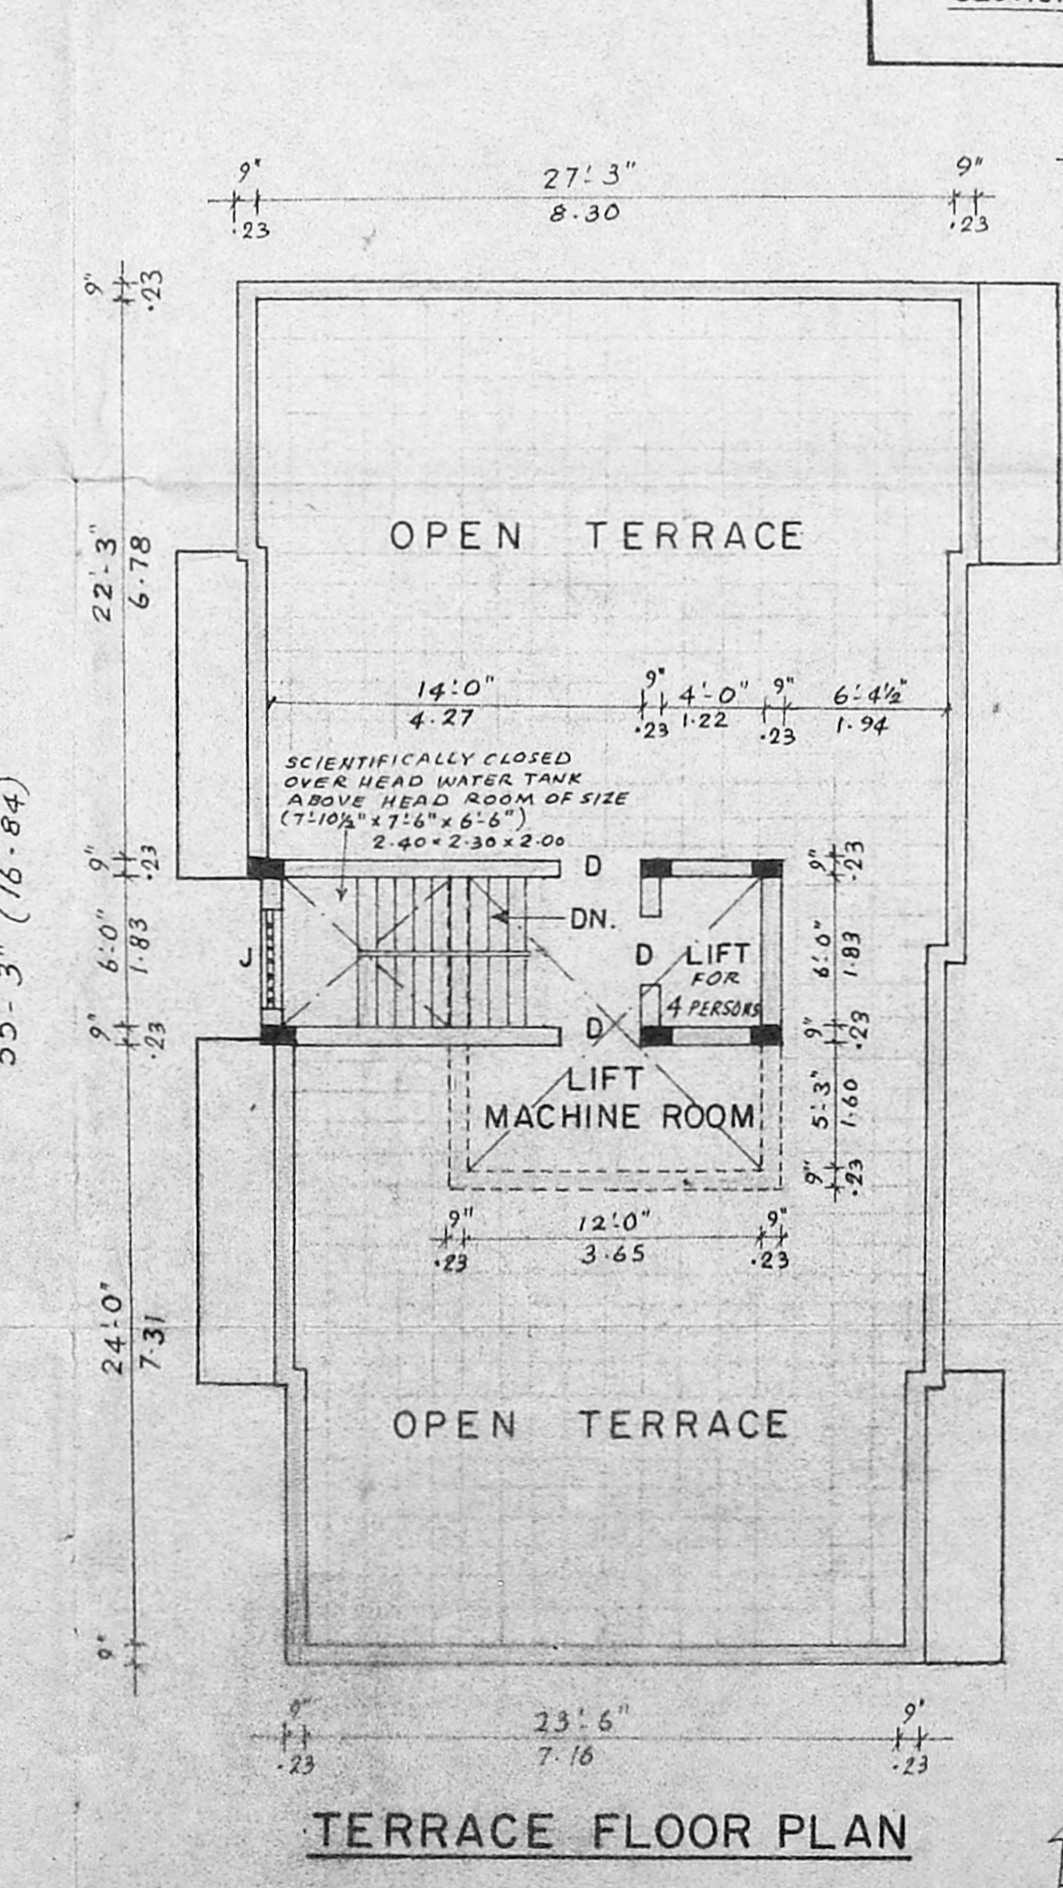 9" 27'-3" 9"
.23 8.30 .23
9" .23
22'-3" 6.78
OPEN TERRACE
14'-0" 9" 4'-0" 9" 6'-4½"
4.27 .23 1.22 .23 1.94
SCIENTIFICALLY CLOSED
OVER HEAD WATER TANK
ABOVE HEAD ROOM OF SIZE
(7'-10½" x 7'-6" x 6'-6")
2.40 x 2.30 x 2.00
55'-3" (16.84)
9" .23
6'-0" 1.83
9" .23
D
DN.
D LIFT
FOR
4 PERSONS
D
9" .23
6'-0" 1.83
9" .23
5'-3" 1.60
9" .23
LIFT
MACHINE ROOM
9" 12'-0" 9"
.23 3.65 .23
24'-0" 7.31
OPEN TERRACE
9"
9" 23'-6" 9'
.23 7.16 .23
TERRACE FLOOR PLAN